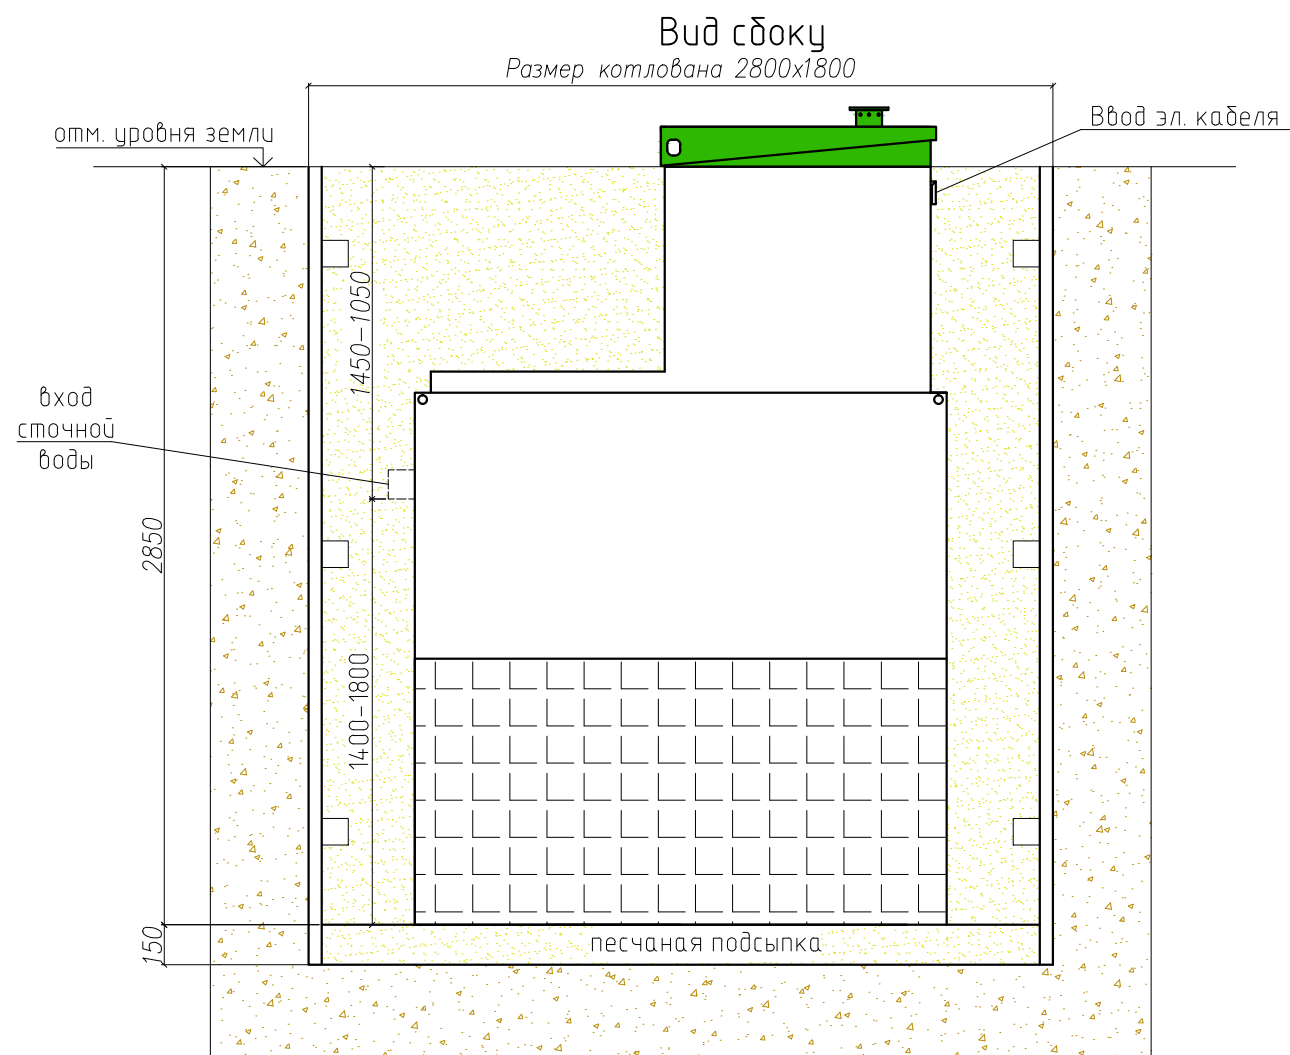 Вид сбоку
Размер котлована 2800х1800
отм. уровня земли
Ввод эл. кабеля
1450-1050
вход
сточной
воды
2850
1400-1800
150
песчаная подсыпка